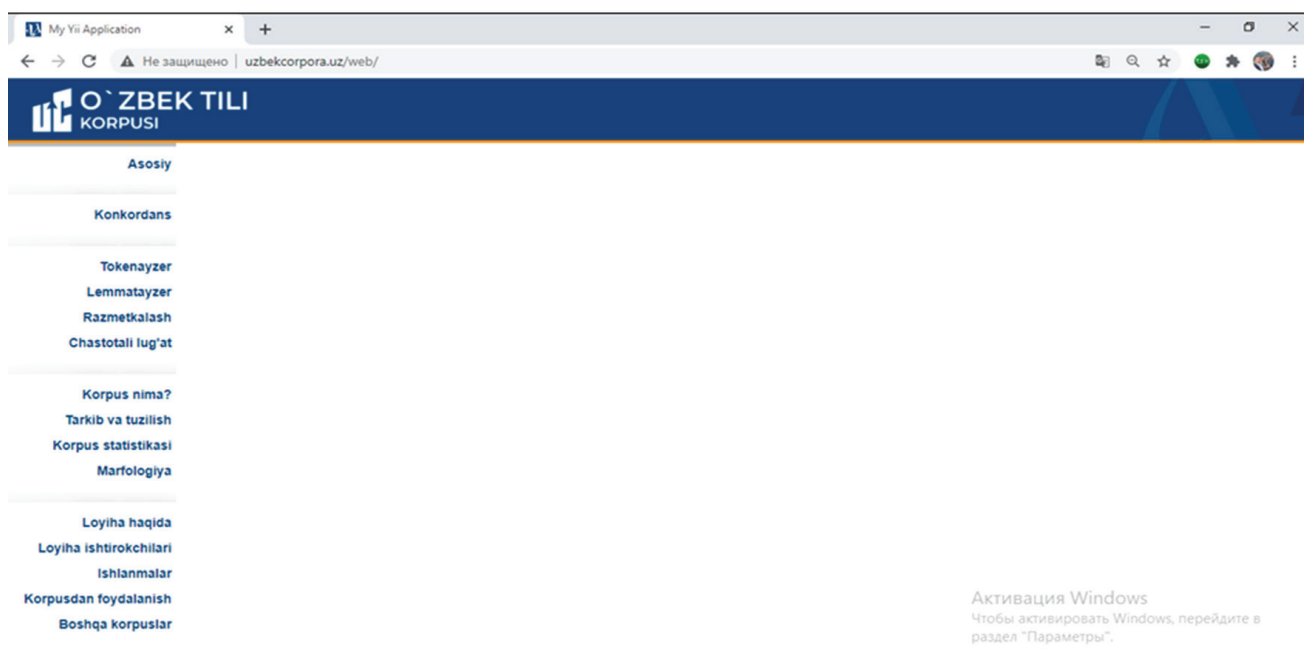 My Yii Application
Не защищено | uzbekcorpora.uz/web/
O`ZBEK TILI
KORPUSI
Asosiy
Konkordans
Tokenayzer
Lemmatayzer
Razmetkalash
Chastotali lug'at
Korpus nima?
Tarkib va tuzilish
Korpus statistikasi
Marfologiya
Loyiha haqida
Loyiha ishtirokchilari
Ishlanmalar
Korpusdan foydalanish
Boshqa korpuslar
Активация Windows
Чтобы активировать Windows, перейдите в
раздел "Параметры".